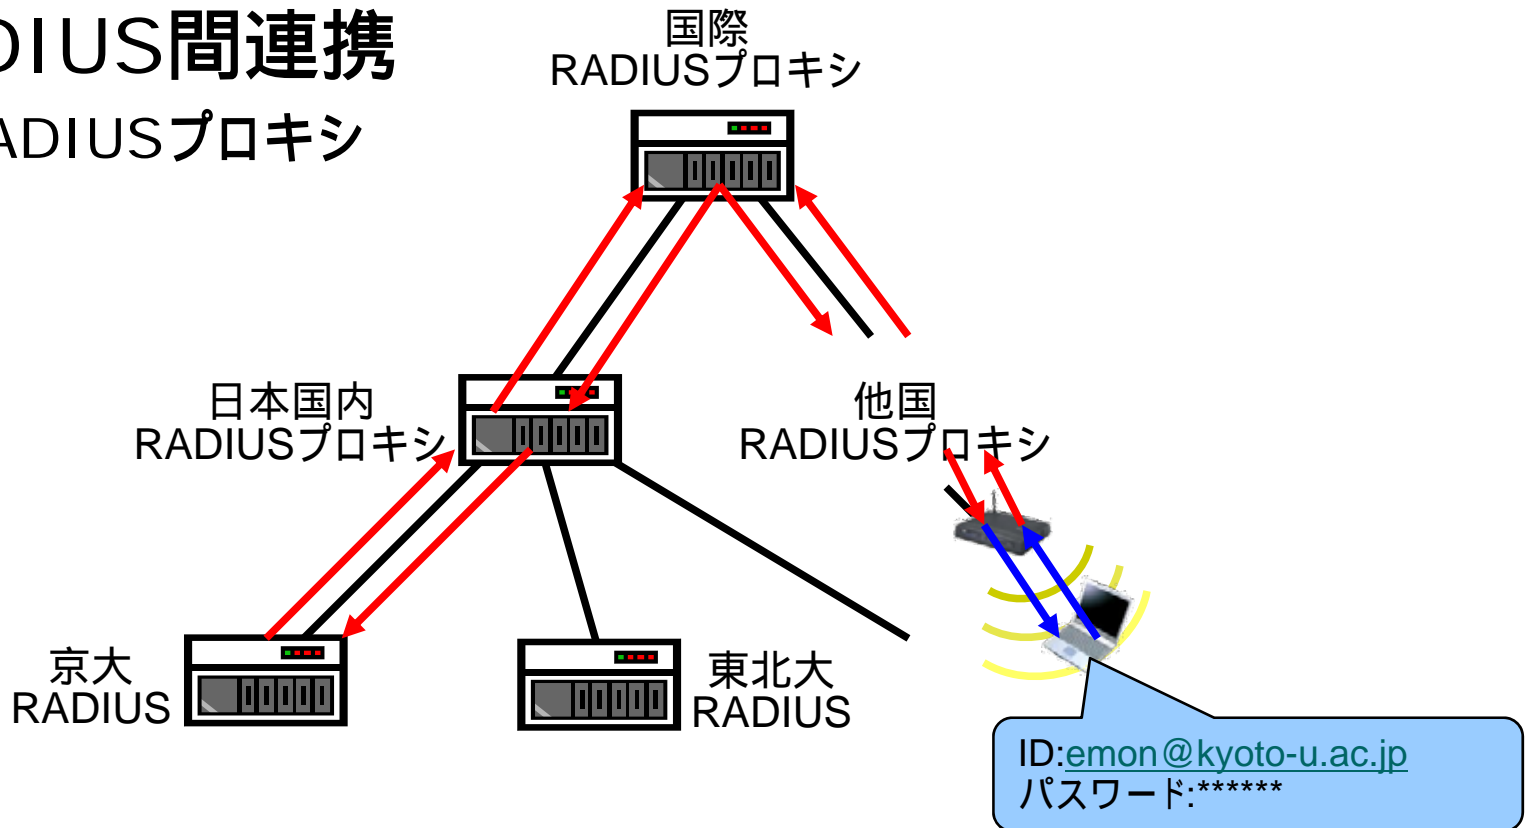 DIUS間連携
ADIUSプロキシ
国際
RADIUSプロキシ
日本国内
RADIUSプロキシ
他国
RADIUSプロキシ
京大
RADIUS
東北大
RADIUS
ID:emon@kyoto-u.ac.jp
パスワード:******